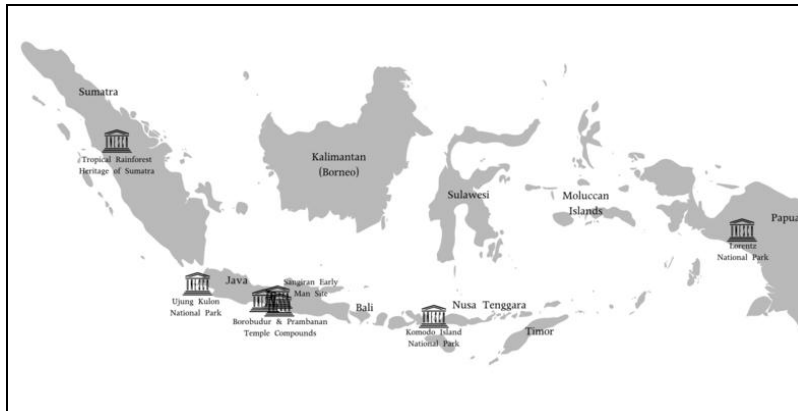 Sumatra
Tropical Rainforest
Heritage of Sumatra
Kalimantan
(Borneo)
Sulawesi
Moluccan
Islands
Papua
Lorentz
National Park
Java
Sangiran Early
Man Site
Ujung Kulon
National Park
Borobudur & Prambanan
Temple Compounds
Bali
Nusa Tenggara
Komodo Island
National Park
Timor